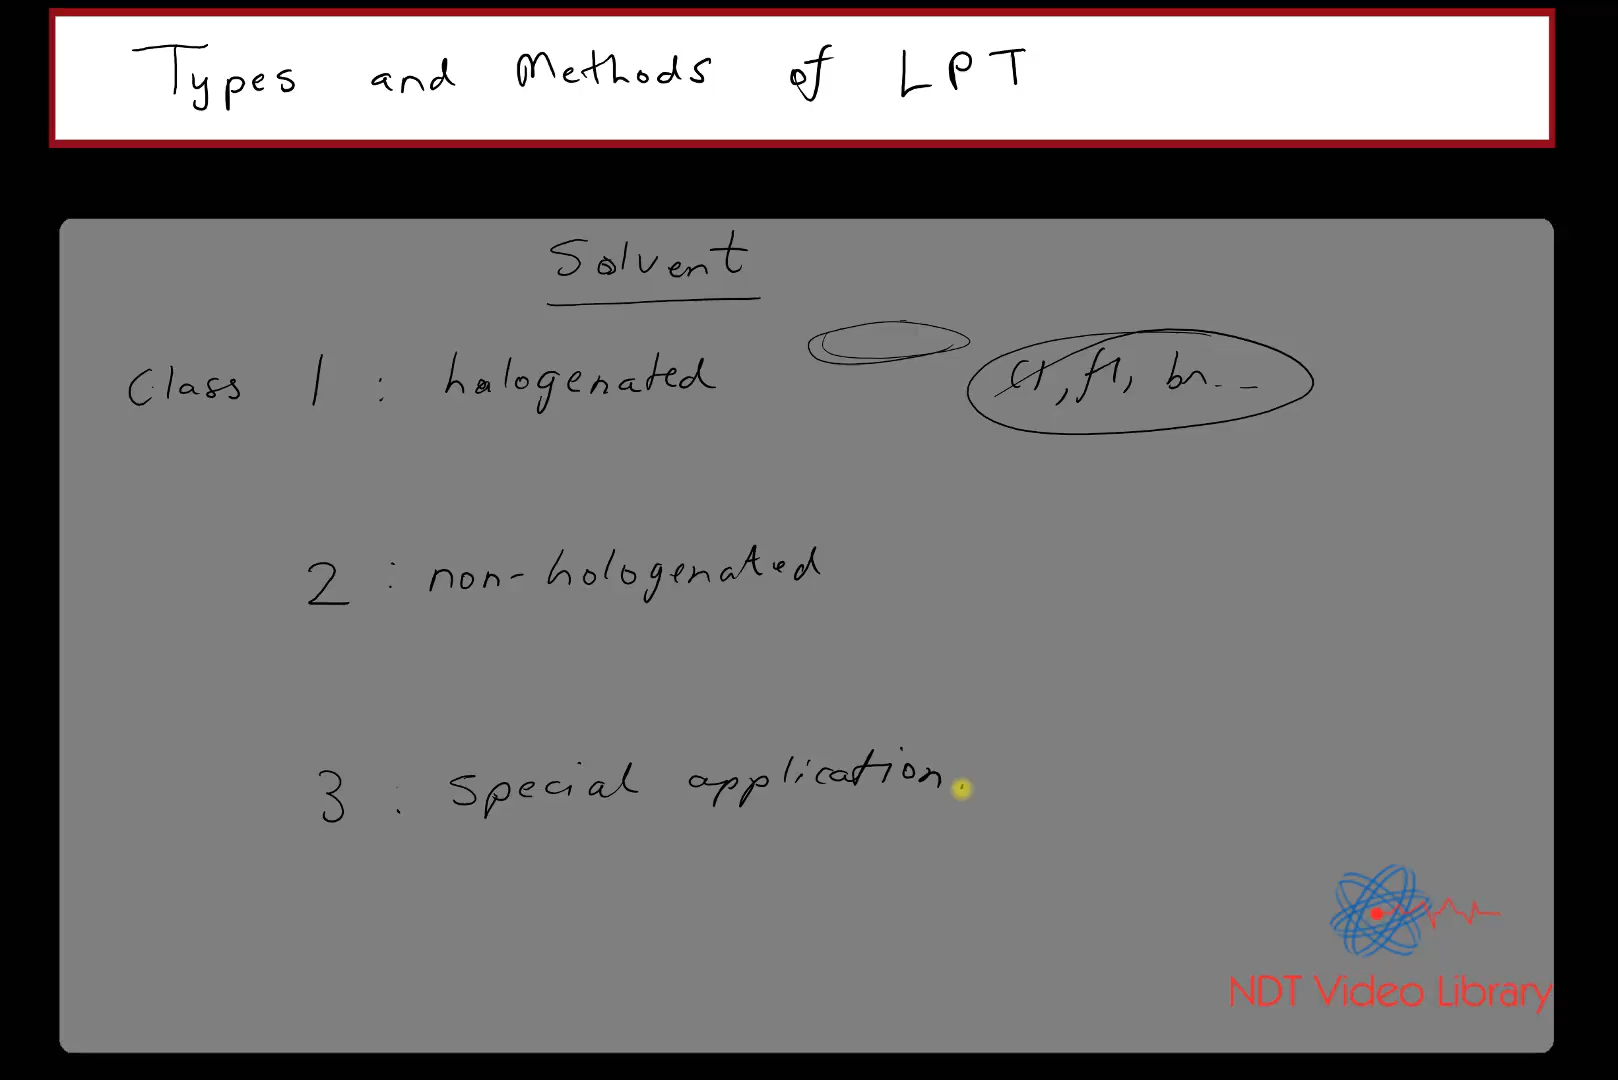 Types and Methods of LPT
Solvent
Class 1 : halogenated
cl, fl, br...
2 : non-hologenated
3 : special application.
NDT Video Library